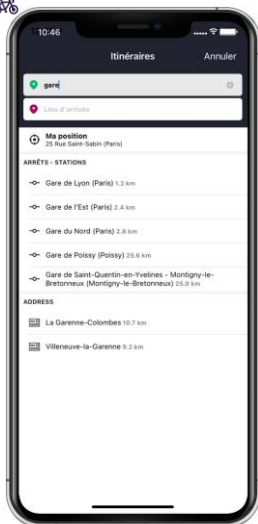 10:46
Itinéraires Annuler
gare
Lieu d'arrivée
Ma position
25 Rue Saint-Sabin (Paris)
ARRÊTS - STATIONS
Gare de Lyon (Paris) 1.2 km
Gare de l'Est (Paris) 2.4 km
Gare du Nord (Paris) 2.8 km
Gare de Poissy (Poissy) 25.6 km
Gare de Saint-Quentin-en-Yvelines - Montigny-le-
Bretonneux (Montigny-le-Bretonneux) 25.0 km
ADDRESS
La Garenne-Colombes 10.7 km
Villeneuve-la-Garenne 9.2 km